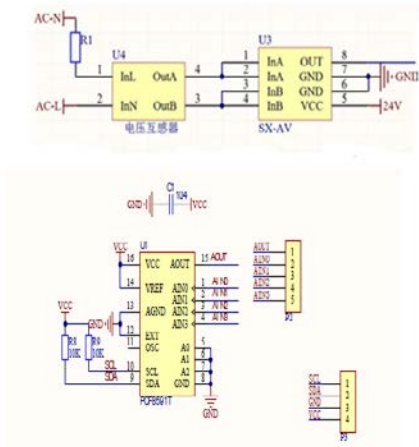 AC-N
R1
U4
1 InL OutA 4
AC-L 2 InN OutB 3
电压互感器
U3
1 InA OUT 8
2 InA GND 7
3 InB GND 6
4 InB VCC 5
SX-AV
GND
24V
C1
104
GND VCC
U1
VCC
16 VCC AOUT 15 AOUT
14 VREF AIN0 1 AIN0
AIN1 2 AIN1
13 AGND AIN2 3 AIN2
12 EXT AIN3 4 AIN3
11 OSC A0 5
A1 6
10 SCL A2 7
9 SDA GND 8
PCF8591T
GND
VCC
GND
R8
10K
R9
10K
SCL
SDA
AOUT 1
AIN0 2
AIN1 3
AIN2 4
AIN3 5
SCL 1
SDA 2
GND 3
VCC 4
P3